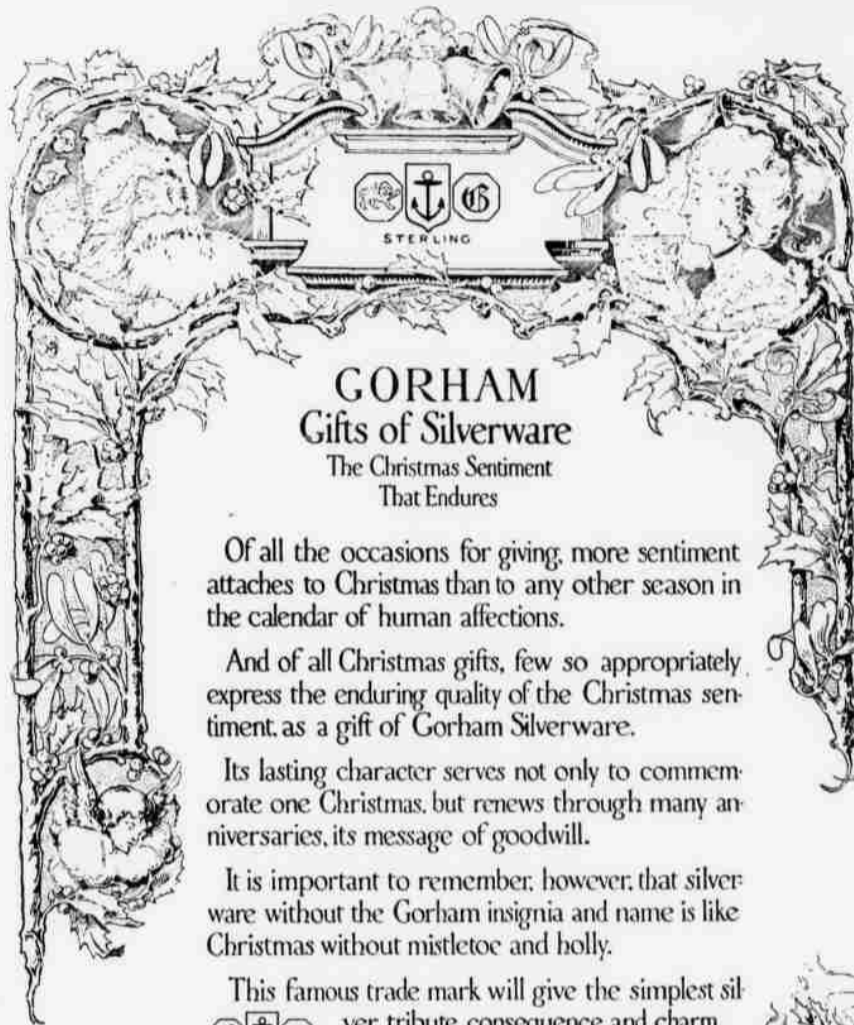 G
STERLING
GORHAM
Gifts of Silverware
The Christmas Sentiment
That Endures
Of all the occasions for giving, more sentiment
attaches to Christmas than to any other season in
the calendar of human affections.
And of all Christmas gifts, few so appropriately
express the enduring quality of the Christmas sen-
timent, as a gift of Gorham Silverware.
Its lasting character serves not only to commem-
orate one Christmas, but renews through many an-
niversaries, its message of goodwill.
It is important to remember, however, that silver-
ware without the Gorham insignia and name is like
Christmas without mistletoe and holly.
This famous trade mark will give the simplest sil-
ver tribute consequence and charm